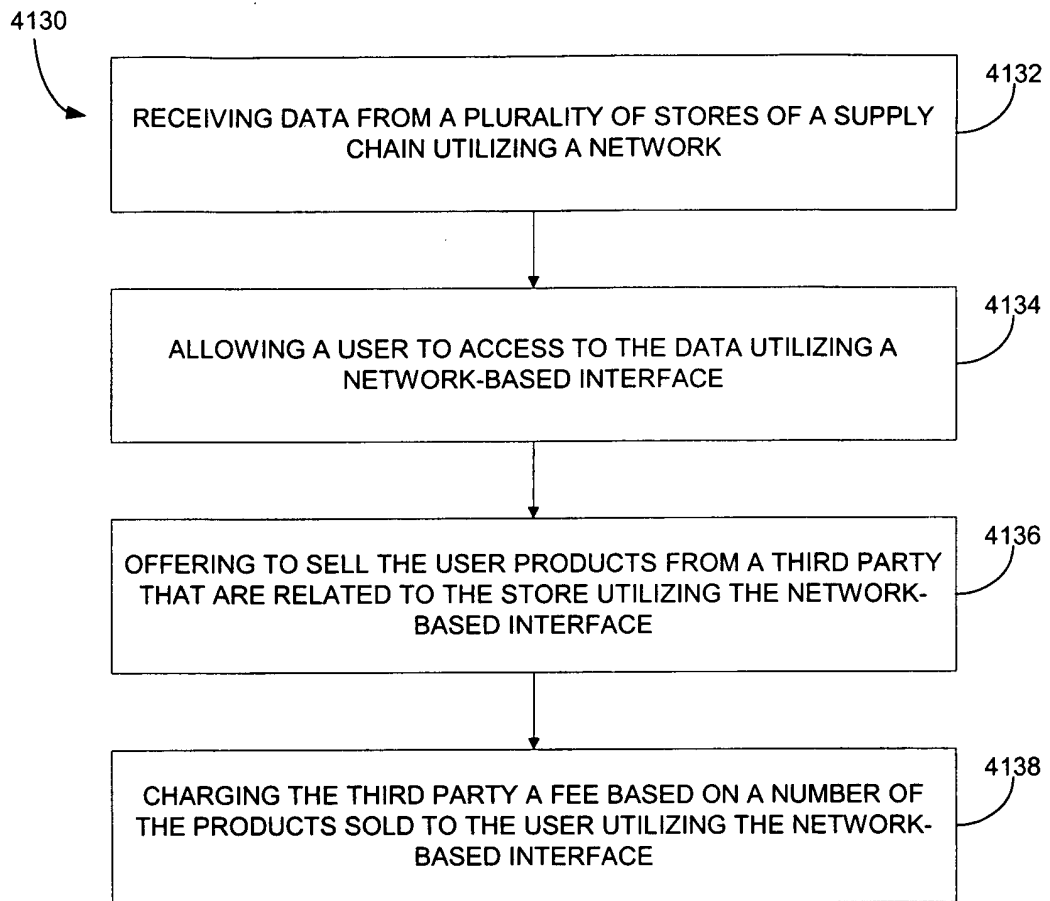 4130
4132
RECEIVING DATA FROM A PLURALITY OF STORES OF A SUPPLY
CHAIN UTILIZING A NETWORK
4134
ALLOWING A USER TO ACCESS TO THE DATA UTILIZING A
NETWORK-BASED INTERFACE
4136
OFFERING TO SELL THE USER PRODUCTS FROM A THIRD PARTY
THAT ARE RELATED TO THE STORE UTILIZING THE NETWORK-
BASED INTERFACE
4138
CHARGING THE THIRD PARTY A FEE BASED ON A NUMBER OF
THE PRODUCTS SOLD TO THE USER UTILIZING THE NETWORK-
BASED INTERFACE